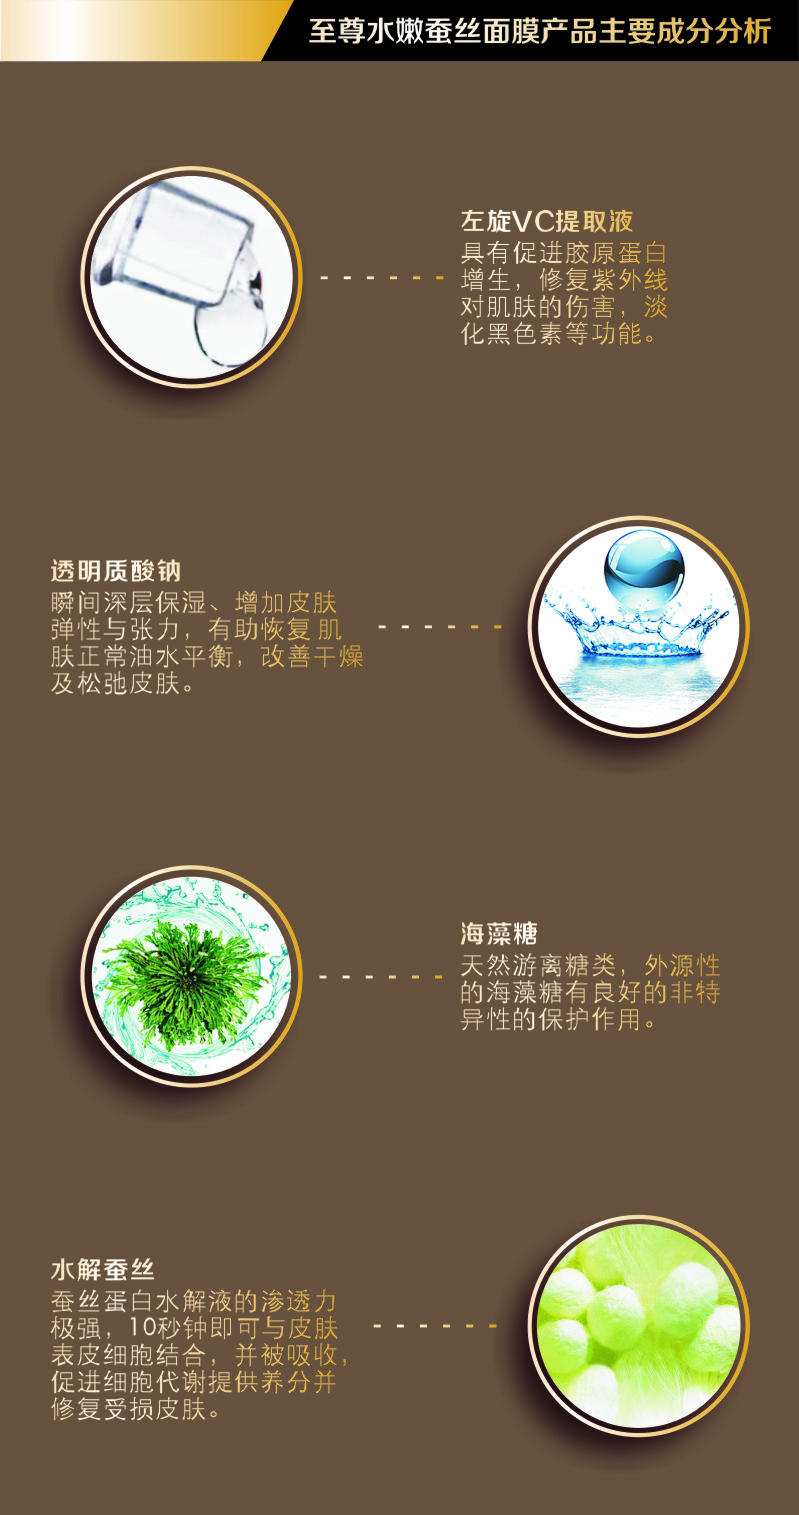 至尊水嫩蚕丝面膜产品主要成分分析
左旋VC提取液
具有促进胶原蛋白
增生，修复紫外线
对肌肤的伤害，淡
化黑色素等功能。
透明质酸钠
瞬间深层保湿、增加皮肤
弹性与张力，有助恢复肌
肤正常油水平衡，改善干燥
及松弛皮肤。
海藻糖
天然游离糖类，外源性
的海藻糖有良好的非特
异性的保护作用。
水解蚕丝
蚕丝蛋白水解液的渗透力
极强，10秒钟即可与皮肤
表皮细胞结合，并被吸收，
促进细胞代谢提供养分并
修复受损皮肤。